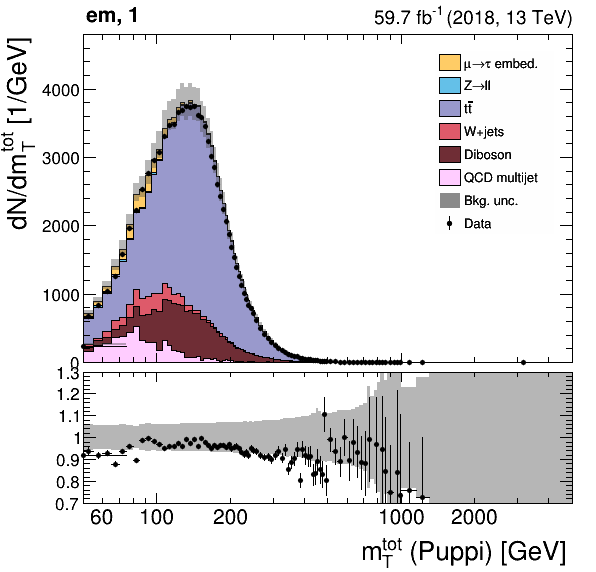 em, 1 59.7 fb⁻¹ (2018, 13 TeV)
dN/dm_T^tot [1/GeV]
4000
3000
2000
1000
0
μ→τ embed.
Z→ll
tt̄
W+jets
Diboson
QCD multijet
Bkg. unc.
Data
1.3
1.2
1.1
1
0.9
0.8
0.7
60 100 200 1000 2000
m_T^tot (Puppi) [GeV]